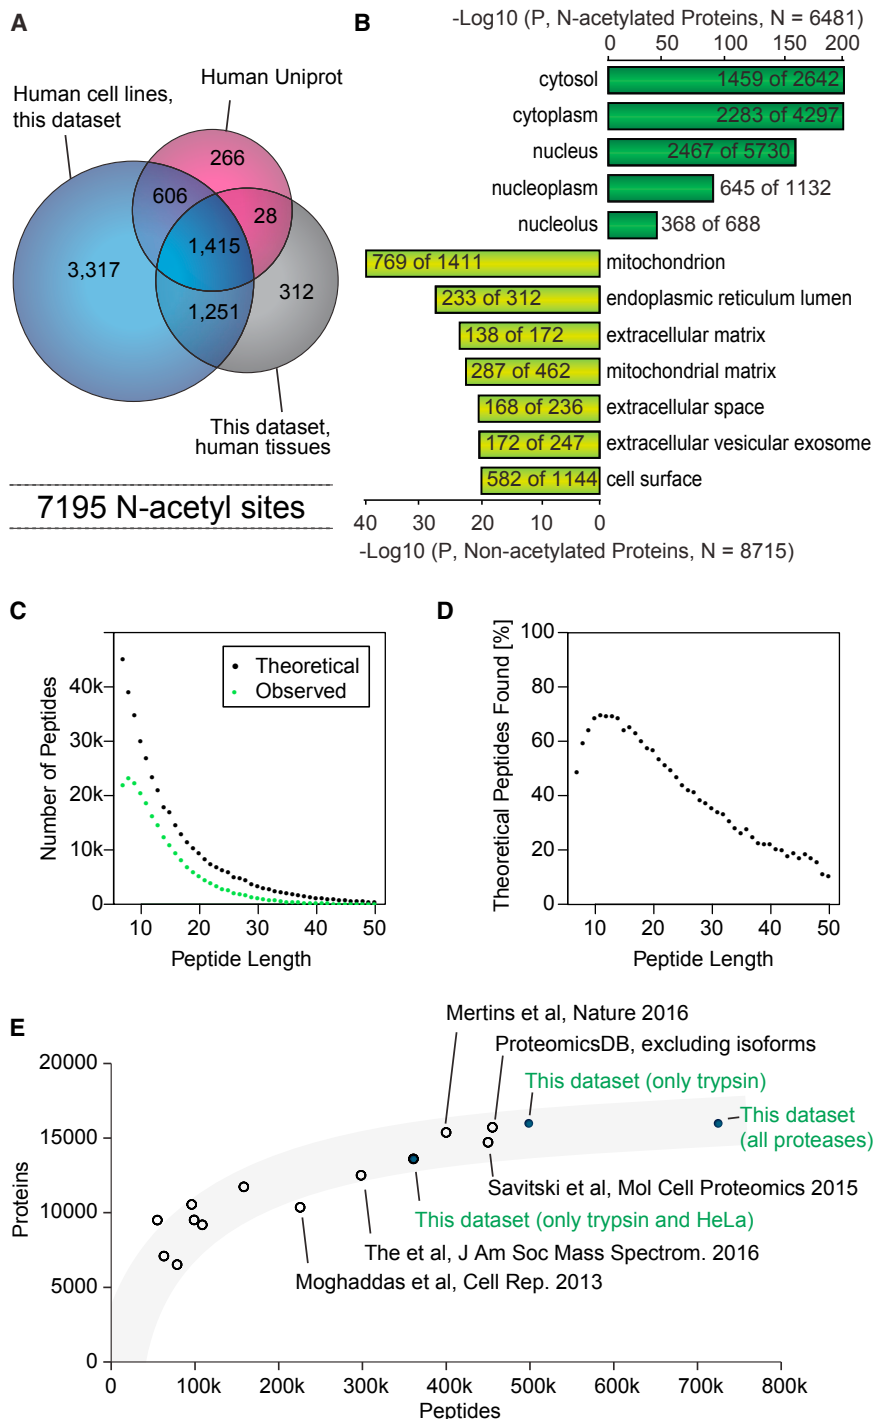 A
Human Uniprot
Human cell lines,
this dataset
266
606
28
1,415
3,317
312
1,251
This dataset,
human tissues
7195 N-acetyl sites
B
-Log10 (P, N-acetylated Proteins, N = 6481)
0 50 100 150 200
cytosol 1459 of 2642
cytoplasm 2283 of 4297
nucleus 2467 of 5730
nucleoplasm 645 of 1132
nucleolus 368 of 688
769 of 1411 mitochondrion
233 of 312 endoplasmic reticulum lumen
138 of 172 extracellular matrix
287 of 462 mitochondrial matrix
168 of 236 extracellular space
172 of 247 extracellular vesicular exosome
582 of 1144 cell surface
40 30 20 10 0
-Log10 (P, Non-acetylated Proteins, N = 8715)
C
Number of Peptides
40k
30k
20k
10k
0
Theoretical
Observed
10 20 30 40 50
Peptide Length
D
Theoretical Peptides Found [%]
100
80
60
40
20
0
10 20 30 40 50
Peptide Length
E
Proteins
20000
15000
10000
5000
0
Mertins et al, Nature 2016
ProteomicsDB, excluding isoforms
This dataset (only trypsin)
This dataset
(all proteases)
Savitski et al, Mol Cell Proteomics 2015
This dataset (only trypsin and HeLa)
The et al, J Am Soc Mass Spectrom. 2016
Moghaddas et al, Cell Rep. 2013
0 100k 200k 300k 400k 500k 600k 700k 800k
Peptides